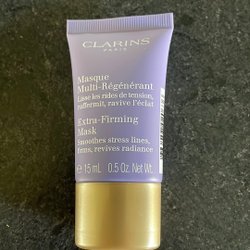 CLARINS
PARIS
Masque
Multi-Régénérant
Lisse les rides de tension,
raffermit, ravive l'éclat
Extra-Firming
Mask
Smoothes stress lines,
firms, revives radiance
℮ 15 mL 0.5 Oz. Net Wt.